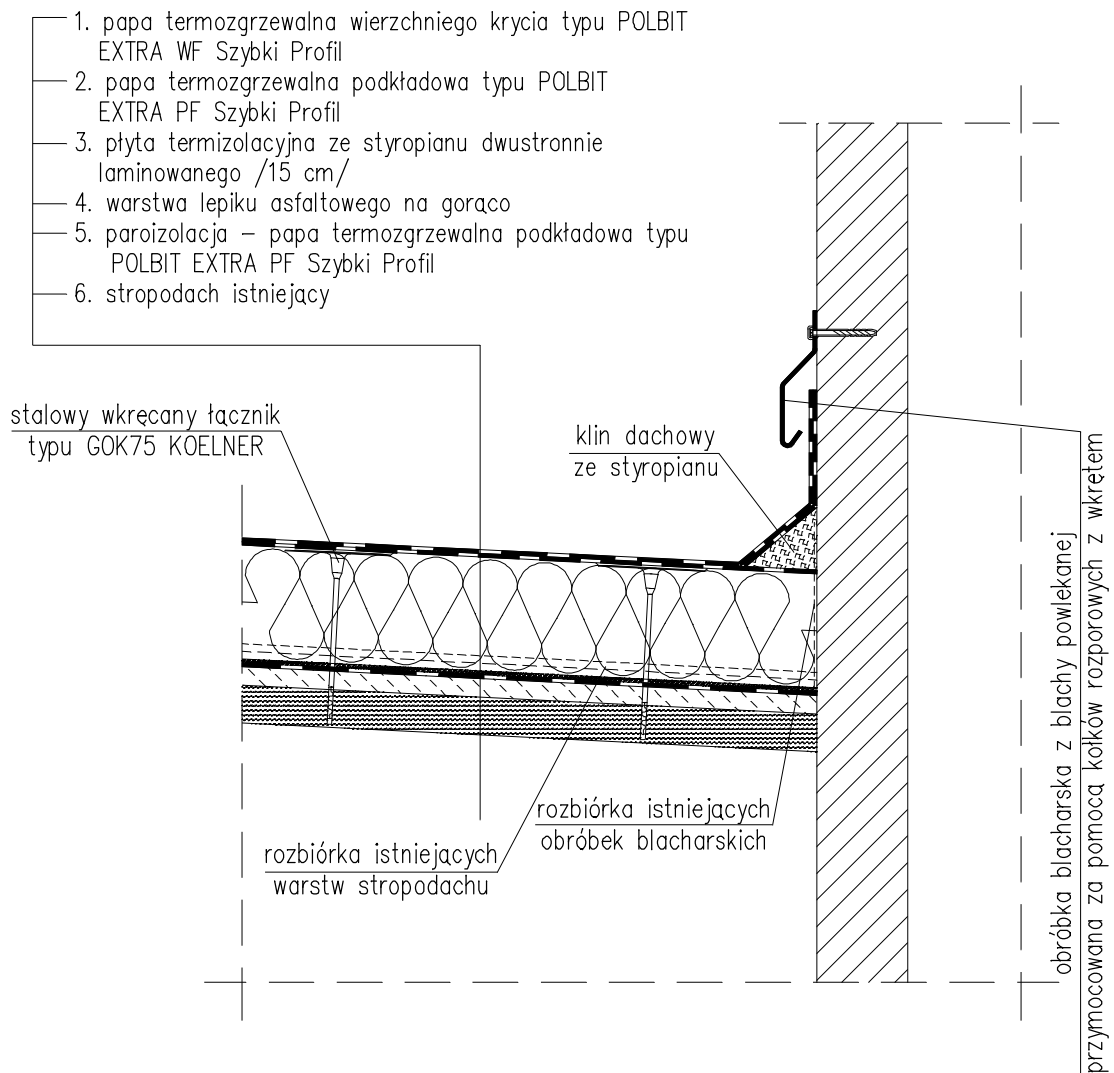 1. papa termozgrzewalna wierzchniego krycia typu POLBIT
EXTRA WF Szybki Profil
2. papa termozgrzewalna podkładowa typu POLBIT
EXTRA PF Szybki Profil
3. płyta termizolacyjna ze styropianu dwustronnie
laminowanego /15 cm/
4. warstwa lepiku asfaltowego na gorąco
5. paroizolacja – papa termozgrzewalna podkładowa typu
POLBIT EXTRA PF Szybki Profil
6. stropodach istniejący
stalowy wkręcany łącznik
typu GOK75 KOELNER
klin dachowy
ze styropianu
rozbiórka istniejących
obróbek blacharskich
rozbiórka istniejących
warstw stropodachu
obróbka blacharska z blachy powlekanej
przymocowana za pomocą kołków rozporowych z wkrętem